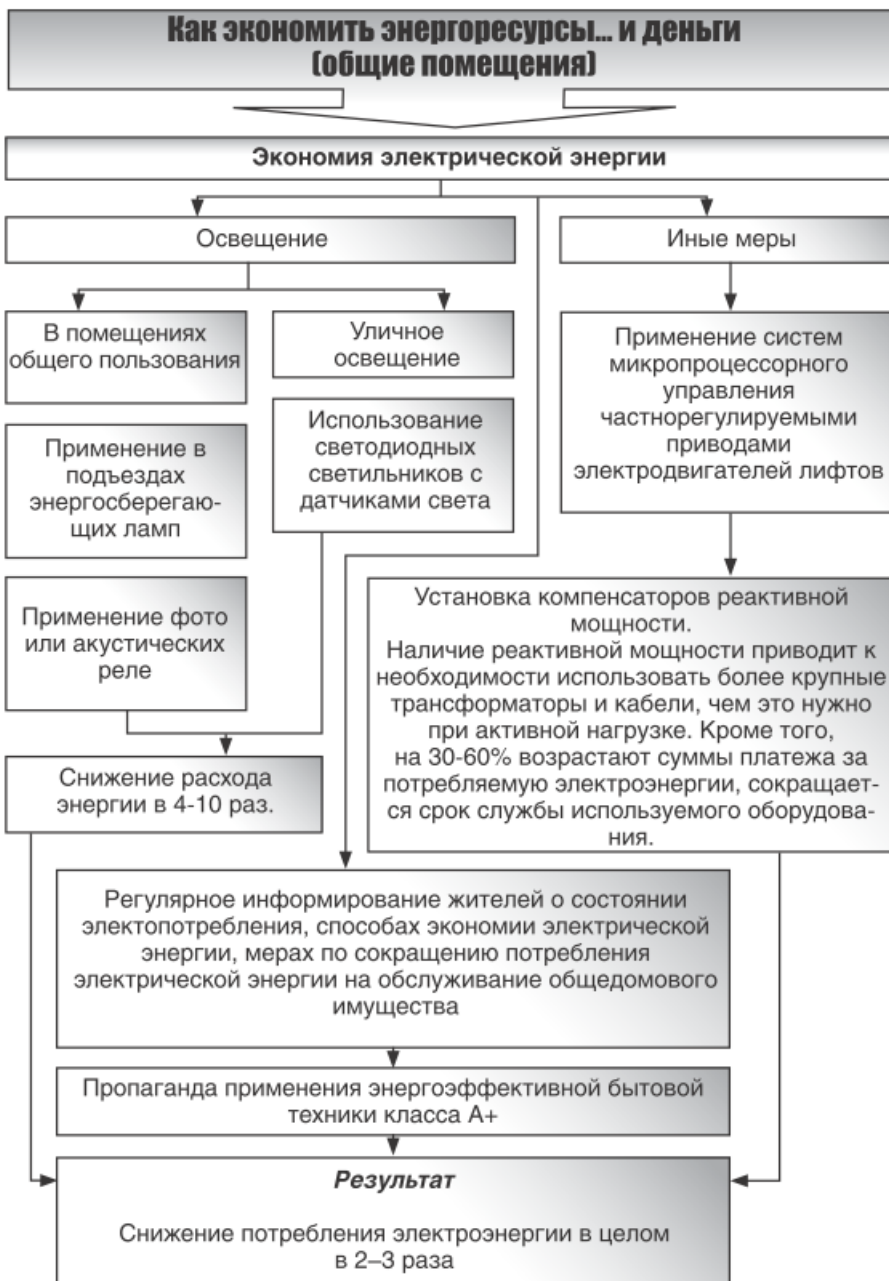 Как экономить энергоресурсы... и деньги
(общие помещения)
Экономия электрической энергии
Освещение
Иные меры
В помещениях
общего пользования
Уличное
освещение
Применение систем
микропроцессорного
управления
частнорегулируемыми
приводами
электродвигателей лифтов
Применение в
подъездах
энергосберегаю-
щих ламп
Использование
светодиодных
светильников с
датчиками света
Применение фото
или акустических
реле
Установка компенсаторов реактивной
мощности.
Наличие реактивной мощности приводит к
необходимости использовать более крупные
трансформаторы и кабели, чем это нужно
при активной нагрузке. Кроме того,
на 30-60% возрастают суммы платежа за
потребляемую электроэнергии, сокращает-
ся срок службы используемого оборудова-
ния.
Снижение расхода
энергии в 4-10 раз.
Регулярное информирование жителей о состоянии
электопотребления, способах экономии электрической
энергии, мерах по сокращению потребления
электрической энергии на обслуживание общедомового
имущества
Пропаганда применения энергоэффективной бытовой
техники класса А+
Результат
Снижение потребления электроэнергии в целом
в 2–3 раза